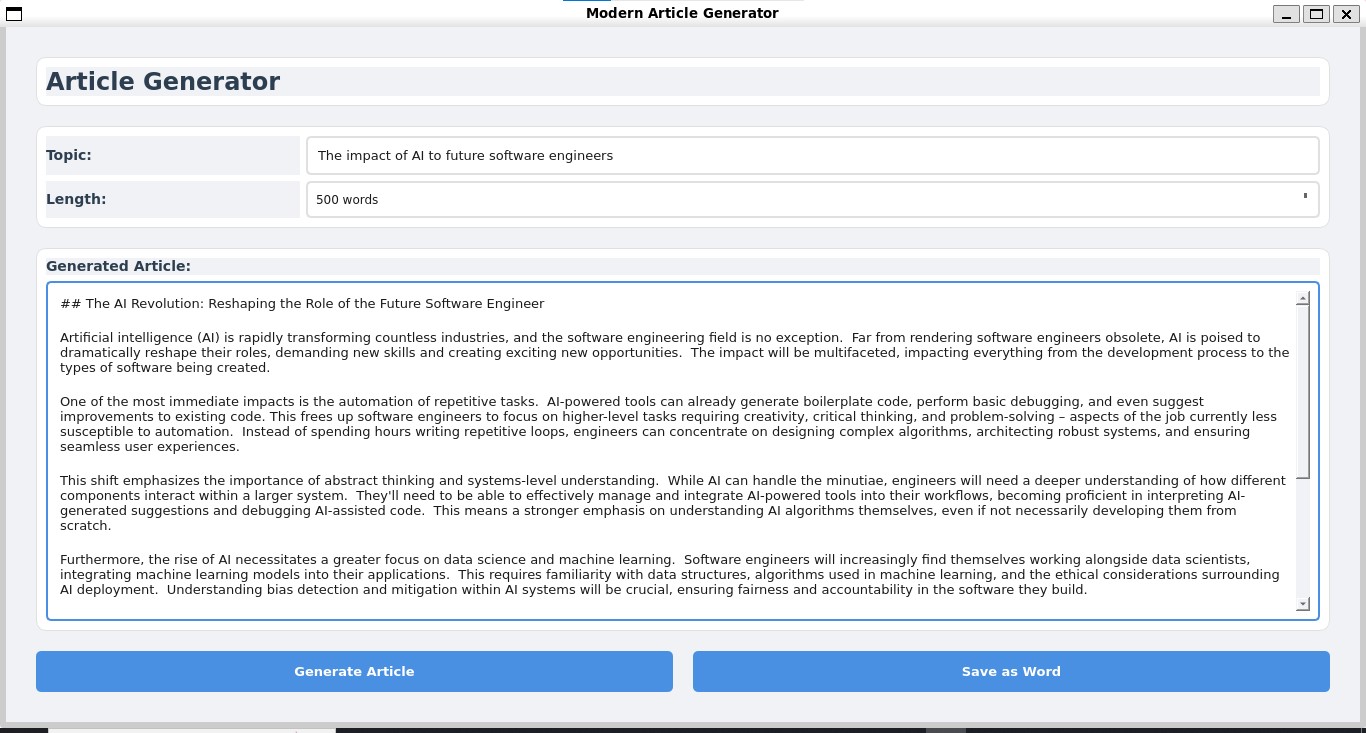 Modern Article Generator
Article Generator
Topic:
The impact of AI to future software engineers
Length:
500 words
Generated Article:
## The AI Revolution: Reshaping the Role of the Future Software Engineer
Artificial intelligence (AI) is rapidly transforming countless industries, and the software engineering field is no exception.  Far from rendering software engineers obsolete, AI is poised to
dramatically reshape their roles, demanding new skills and creating exciting new opportunities.  The impact will be multifaceted, impacting everything from the development process to the
types of software being created.
One of the most immediate impacts is the automation of repetitive tasks.  AI-powered tools can already generate boilerplate code, perform basic debugging, and even suggest
improvements to existing code. This frees up software engineers to focus on higher-level tasks requiring creativity, critical thinking, and problem-solving – aspects of the job currently less
susceptible to automation.  Instead of spending hours writing repetitive loops, engineers can concentrate on designing complex algorithms, architecting robust systems, and ensuring
seamless user experiences.
This shift emphasizes the importance of abstract thinking and systems-level understanding.  While AI can handle the minutiae, engineers will need a deeper understanding of how different
components interact within a larger system.  They'll need to be able to effectively manage and integrate AI-powered tools into their workflows, becoming proficient in interpreting AI-
generated suggestions and debugging AI-assisted code.  This means a stronger emphasis on understanding AI algorithms themselves, even if not necessarily developing them from
scratch.
Furthermore, the rise of AI necessitates a greater focus on data science and machine learning.  Software engineers will increasingly find themselves working alongside data scientists,
integrating machine learning models into their applications.  This requires familiarity with data structures, algorithms used in machine learning, and the ethical considerations surrounding
AI deployment.  Understanding bias detection and mitigation within AI systems will be crucial, ensuring fairness and accountability in the software they build.
Generate Article
Save as Word